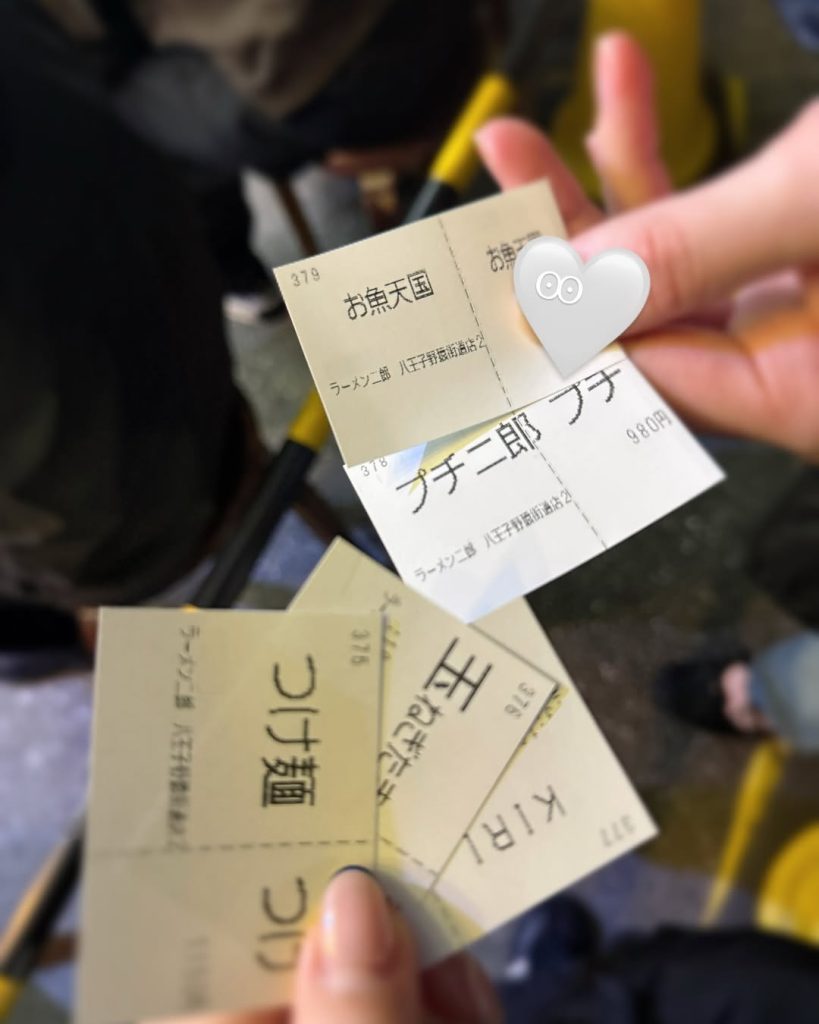 379
お魚天国
お魚天国
ラーメン二郎 八王子野猿街道店2
378
プチ二郎
プチ
980円
ラーメン二郎 八王子野猿街道店2
376
つけ麺
ラーメン二郎 八王子野猿街道店2
つけ
376
玉ねぎ
377
KIRI